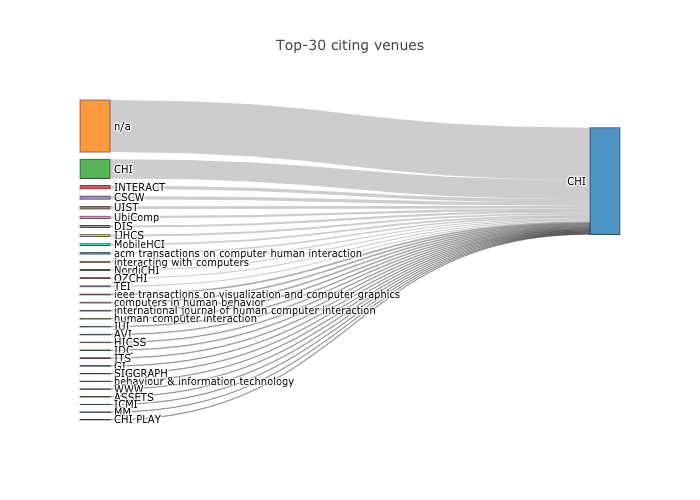 Top-30 citing venues
n/a
CHI
CHI
INTERACT
CSCW
UIST
UbiComp
DIS
IJHCS
MobileHCI
acm transactions on computer human interaction
interacting with computers
NordiCHI
OZCHI
TEI
ieee transactions on visualization and computer graphics
computers in human behavior
international journal of human computer interaction
human computer interaction
IUI
AVI
HICSS
IDC
ITS
GI
SIGGRAPH
behaviour & information technology
WWW
ASSETS
ICMI
MM
CHI PLAY